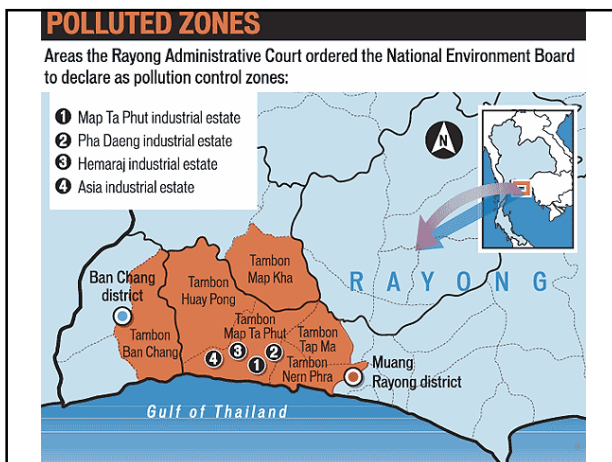 POLLUTED ZONES
Areas the Rayong Administrative Court ordered the National Environment Board
to declare as pollution control zones:
1 Map Ta Phut industrial estate
2 Pha Daeng industrial estate
3 Hemaraj industrial estate
4 Asia industrial estate
N
RAYONG
Tambon
Map Kha
Ban Chang
district
Tambon
Huay Pong
Tambon
Map Ta Phut
Tambon
Tap Ma
Tambon
Ban Chang
4
3
1
2
Tambon
Nern Phra
Muang
Rayong district
Gulf of Thailand